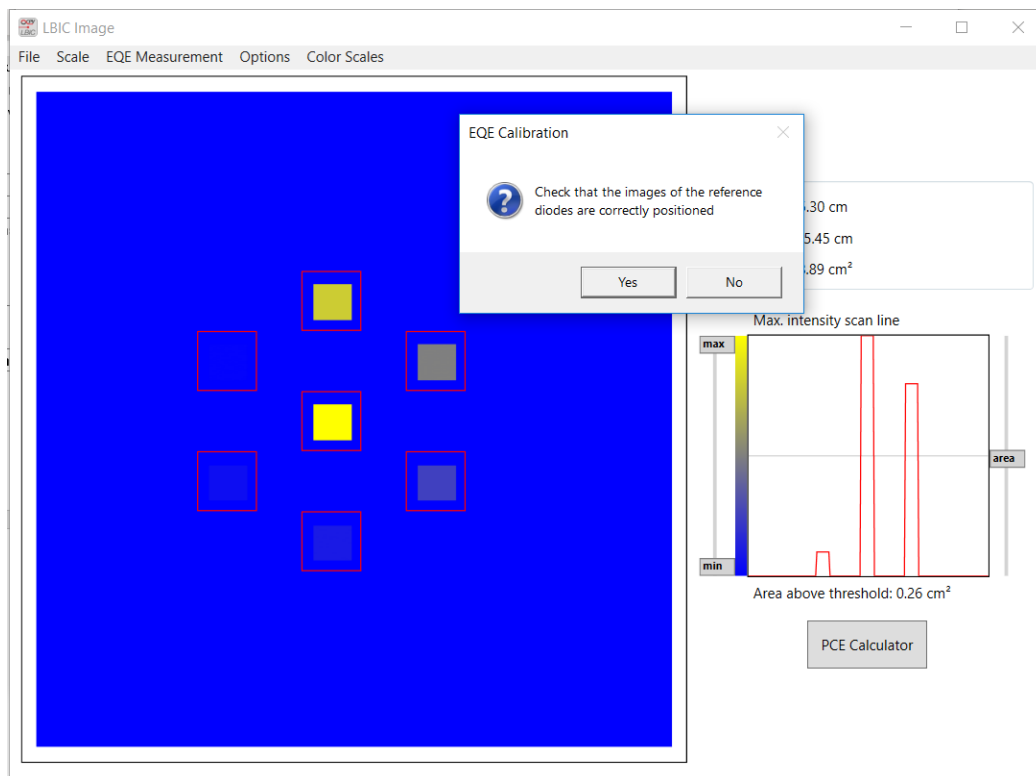 LBIC Image
File Scale EQE Measurement Options Color Scales
EQE Calibration
Check that the images of the reference
diodes are correctly positioned
Yes No
.30 cm
5.45 cm
.89 cm²
Max. intensity scan line
max
area
min
Area above threshold: 0.26 cm²
PCE Calculator